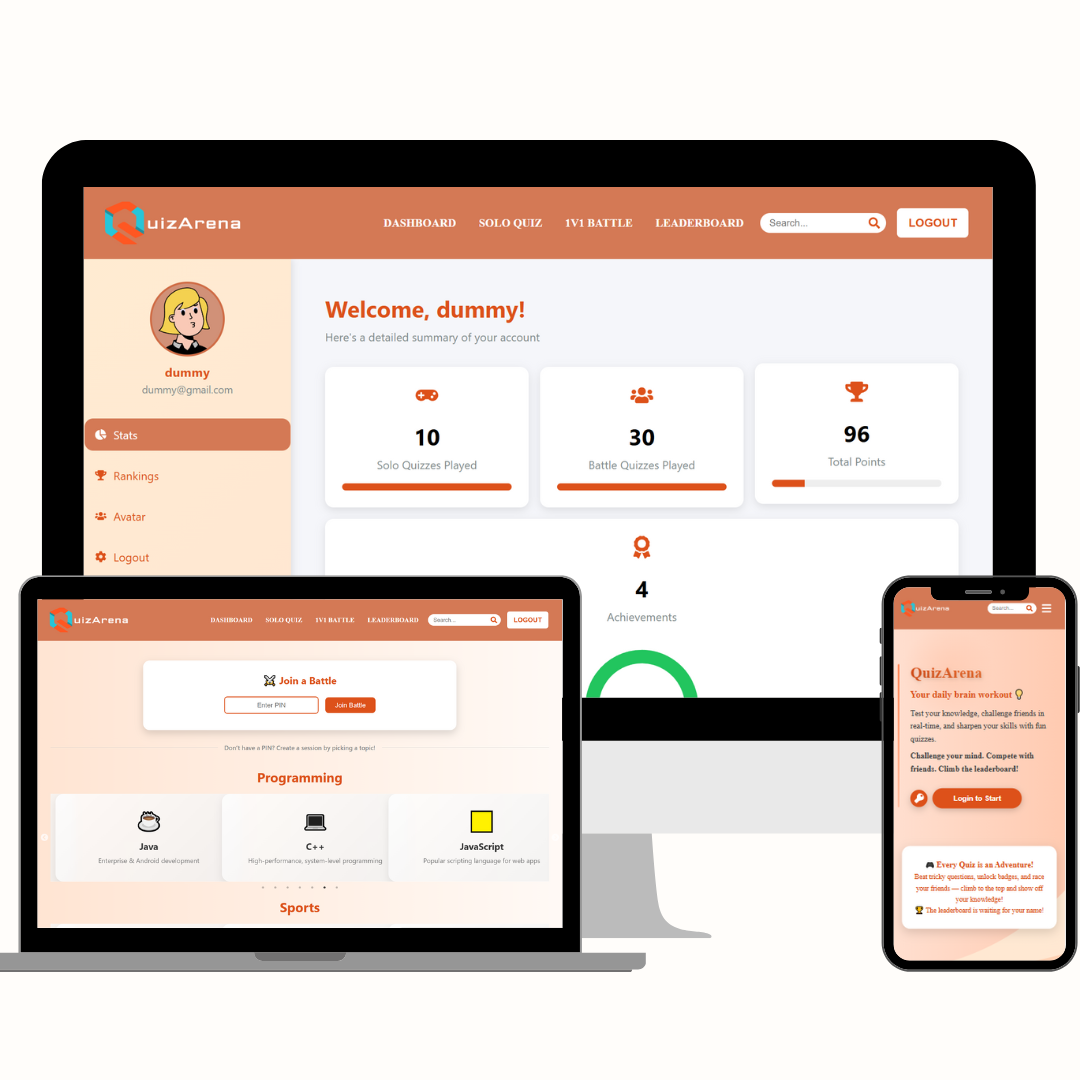 QuizArena
DASHBOARD SOLO QUIZ 1V1 BATTLE LEADERBOARD Search... LOGOUT
dummy
dummy@gmail.com
Stats
Rankings
Avatar
Logout
Welcome, dummy!
Here's a detailed summary of your account
10
Solo Quizzes Played
30
Battle Quizzes Played
96
Total Points
4
Achievements
QuizArena
DASHBOARD SOLO QUIZ 1V1 BATTLE LEADERBOARD Search... LOGOUT
Join a Battle
Enter PIN Join Battle
Don't have a PIN? Create a session by picking a topic!
Programming
Java
Enterprise & Android development
C++
High-performance, system-level programming
JavaScript
Popular scripting language for web apps
Sports
QuizArena Search...
QuizArena
Your daily brain workout
Test your knowledge, challenge friends in
real-time, and sharpen your skills with fun
quizzes.
Challenge your mind. Compete with
friends. Climb the leaderboard!
Login to Start
Every Quiz is an Adventure!
Beat tricky questions, unlock badges, and race
your friends — climb to the top and show off
your knowledge!
The leaderboard is waiting for your name!